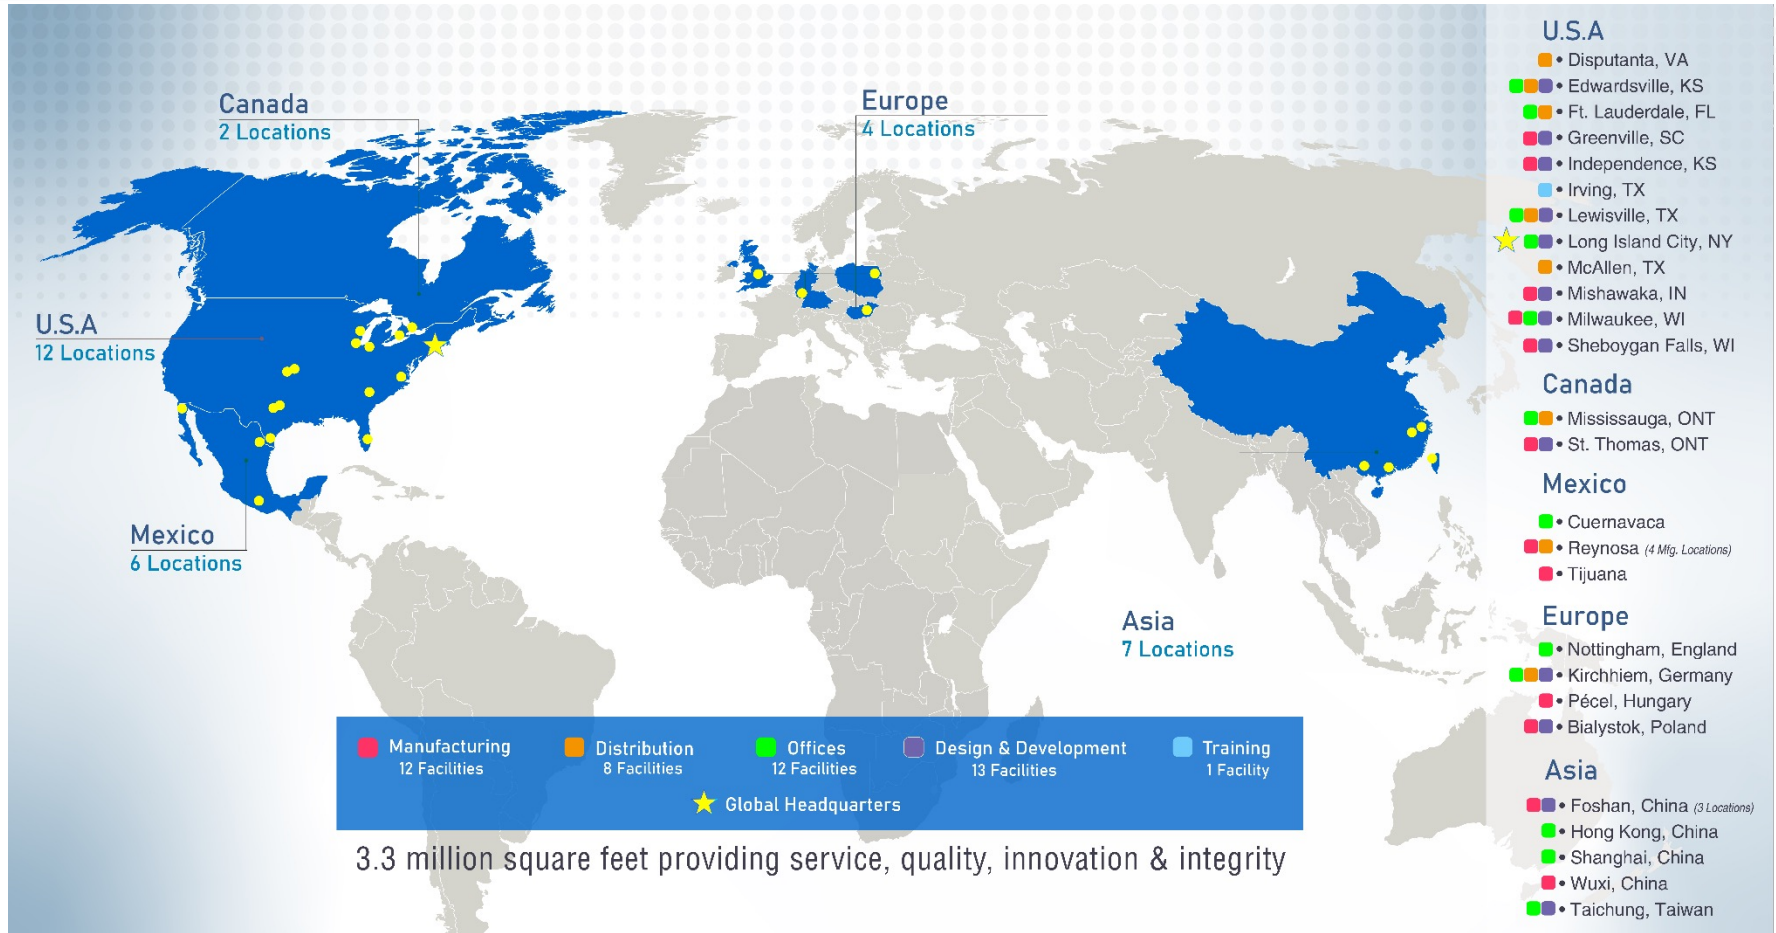 Canada
2 Locations
Europe
4 Locations
U.S.A
12 Locations
Mexico
6 Locations
Asia
7 Locations
Manufacturing
12 Facilities
Distribution
8 Facilities
Offices
12 Facilities
Design & Development
13 Facilities
Training
1 Facility
Global Headquarters
3.3 million square feet providing service, quality, innovation & integrity
U.S.A
• Disputanta, VA
• Edwardsville, KS
• Ft. Lauderdale, FL
• Greenville, SC
• Independence, KS
• Irving, TX
• Lewisville, TX
• Long Island City, NY
• McAllen, TX
• Mishawaka, IN
• Milwaukee, WI
• Sheboygan Falls, WI
Canada
• Mississauga, ONT
• St. Thomas, ONT
Mexico
• Cuernavaca
• Reynosa (4 Mfg. Locations)
• Tijuana
Europe
• Nottingham, England
• Kirchhiem, Germany
• Pécel, Hungary
• Bialystok, Poland
Asia
• Foshan, China (3 Locations)
• Hong Kong, China
• Shanghai, China
• Wuxi, China
• Taichung, Taiwan